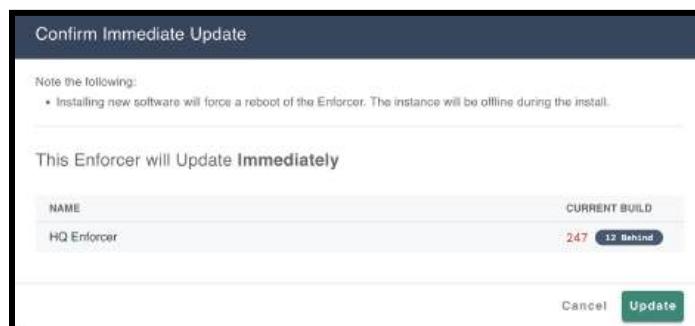 Confirm Immediate Update
Note the following:
• Installing new software will force a reboot of the Enforcer. The instance will be offline during the install.
This Enforcer will Update Immediately
NAME CURRENT BUILD
HQ Enforcer 247 12 Behind
Cancel Update